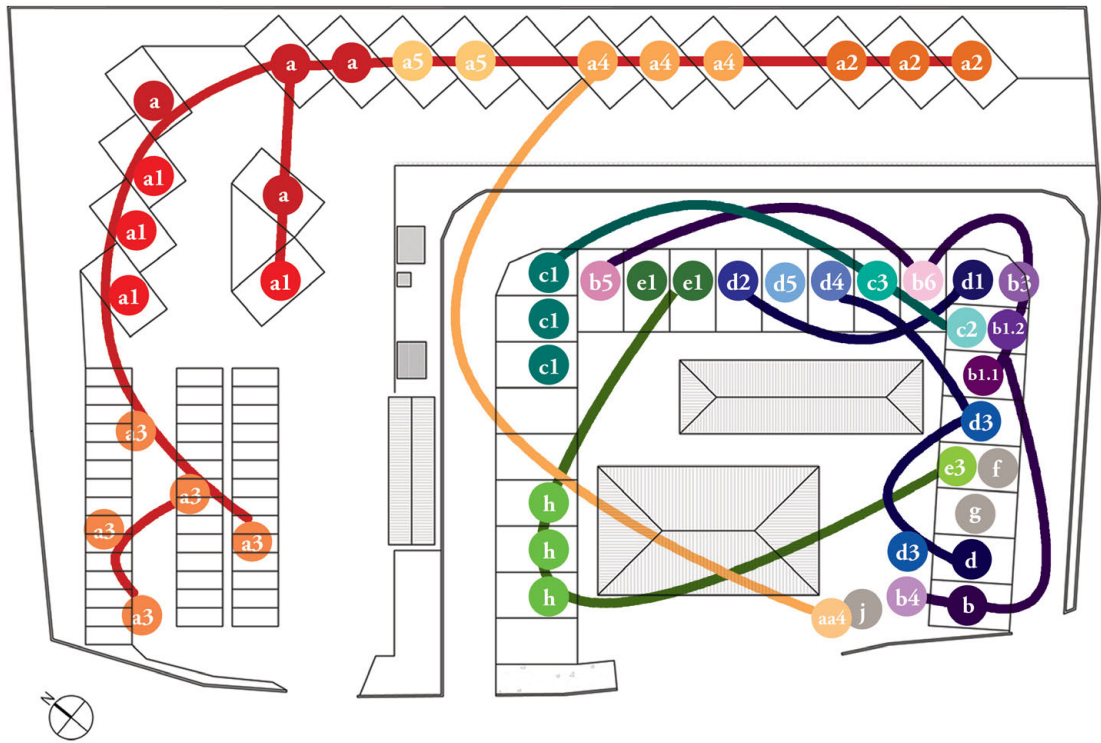 a a a5 a5 a4 a4 a4 a2 a2 a2
a
a1
a
a1
a1
a1
c1 b5 e1 e1 d2 d5 d4 c3 b6 d1 b3
c1 c2 b1.2
c1 b1.1
a3 d3
e3 f
a3 h
a3 g
a3 h d3 d
h b4 b
a3 aa4 j
N